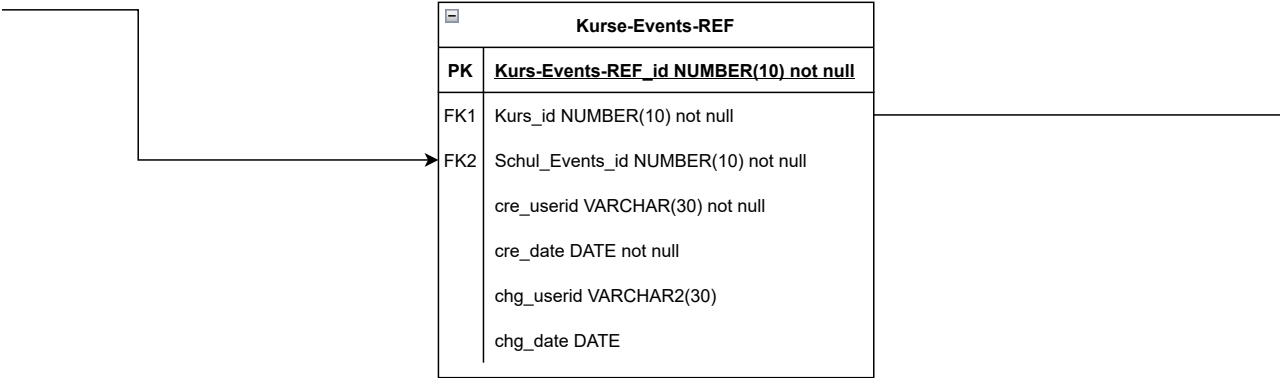 Kurse-Events-REF
PK Kurs-Events-REF_id NUMBER(10) not null
FK1 Kurs_id NUMBER(10) not null
FK2 Schul_Events_id NUMBER(10) not null
cre_userid VARCHAR(30) not null
cre_date DATE not null
chg_userid VARCHAR2(30)
chg_date DATE